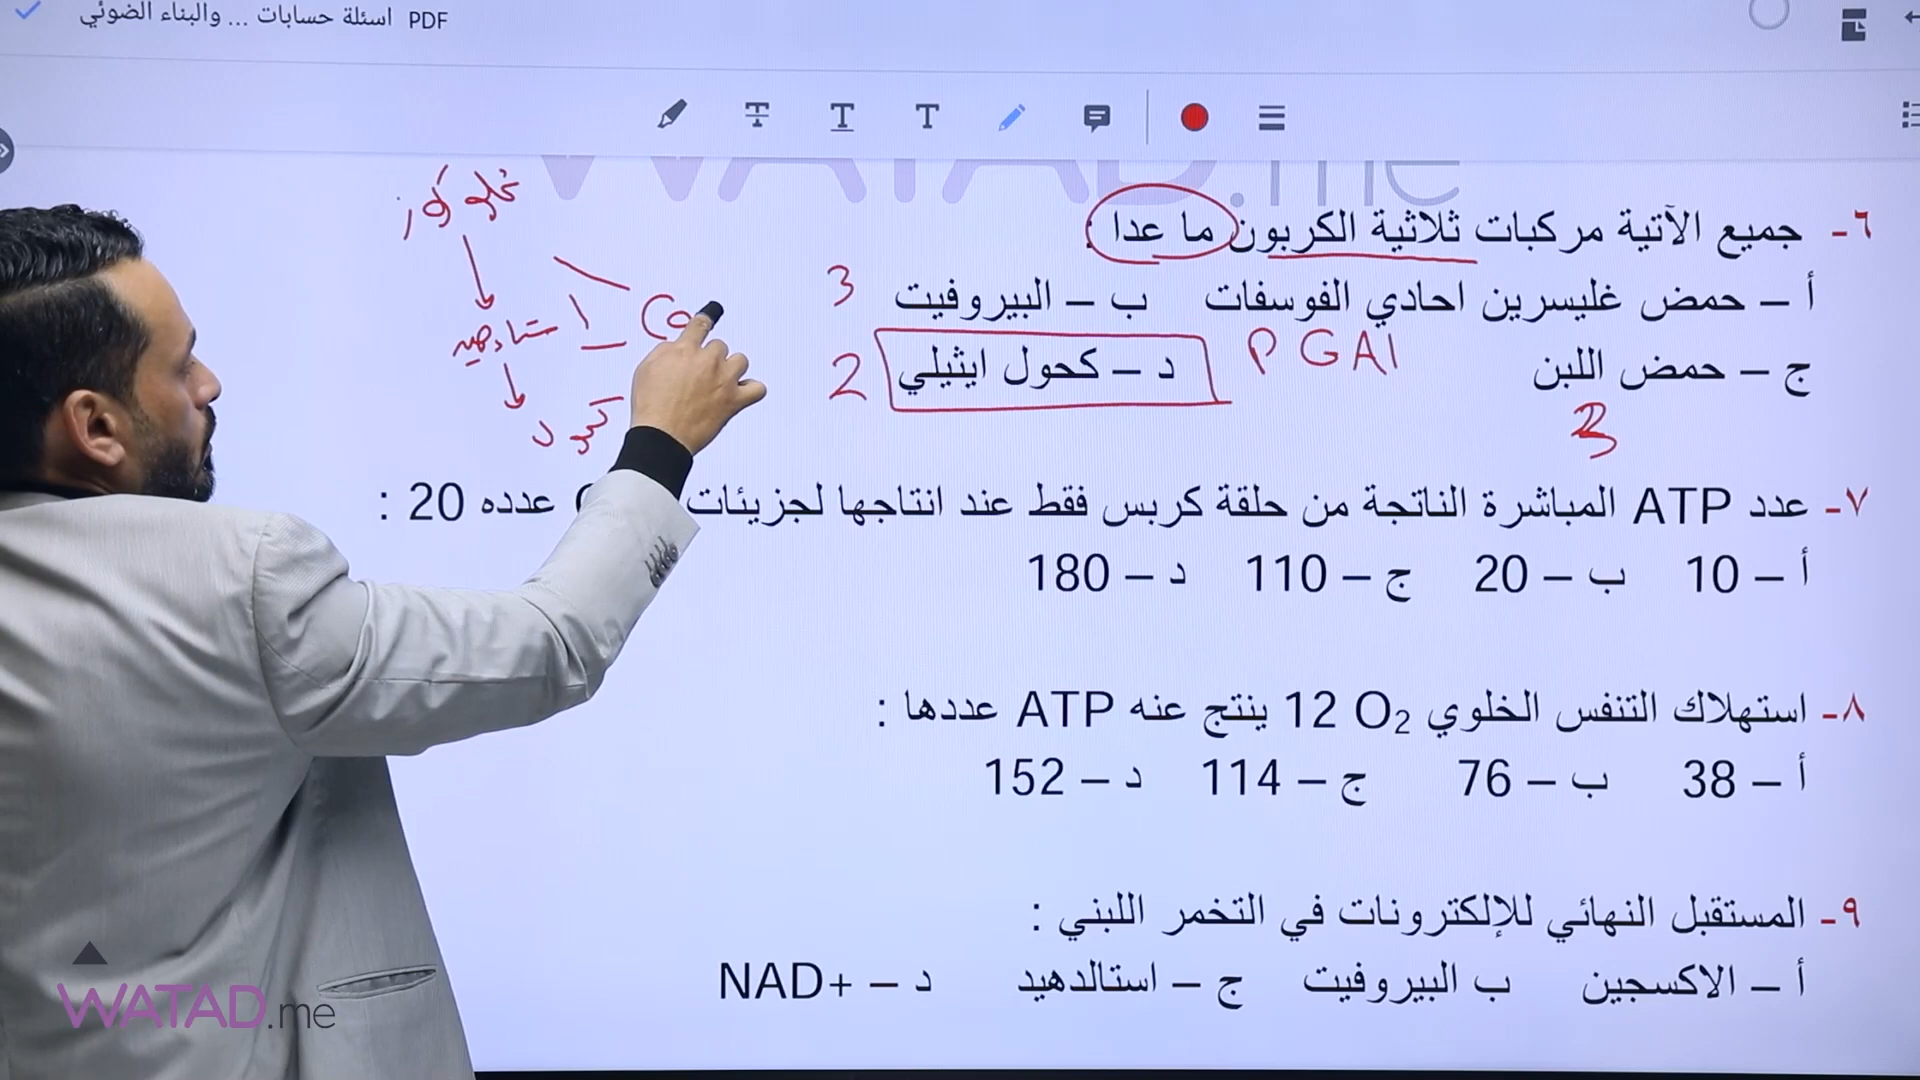 اسئلة حسابات ... والبناء الضوئي PDF
WATAD.me
٦- جميع الآتية مركبات ثلاثية الكربون ما عدا :
أ – حمض غليسرين احادي الفوسفات ب – البيروفيت 3
ج – حمض اللبن د – كحول ايثيلي 2
PGAl
3
غلوكوز
كحول
٧- عدد ATP المباشرة الناتجة من حلقة كربس فقط عند انتاجها لجزيئات عدده 20 :
أ – 10 ب – 20 ج – 110 د – 180
٨- استهلاك التنفس الخلوي 12 O₂ ينتج عنه ATP عددها :
أ – 38 ب – 76 ج – 114 د – 152
٩- المستقبل النهائي للإلكترونات في التخمر اللبني :
أ – الاكسجين ب البيروفيت ج – استالدهيد د – +NAD
WATAD.me